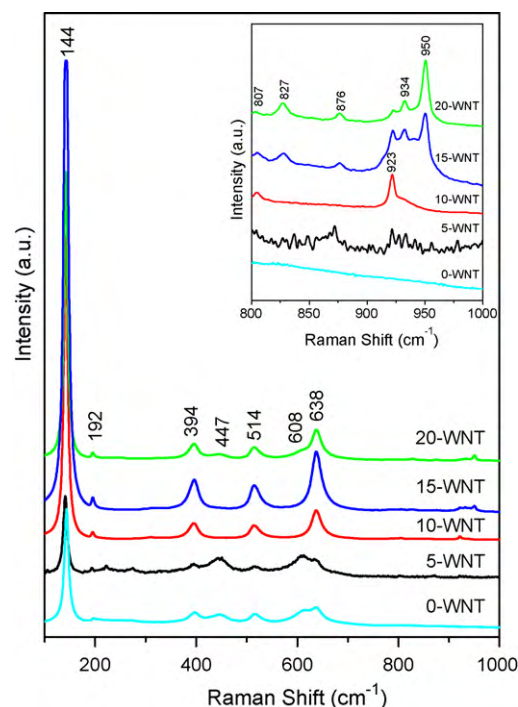 144
950
934
827
807
876
20-WNT
15-WNT
923
10-WNT
5-WNT
0-WNT
Intensity (a.u.)
800 850 900 950 1000
Raman Shift (cm-1)
Intensity (a.u.)
192
394
447
514
608
638
20-WNT
15-WNT
10-WNT
5-WNT
0-WNT
200 400 600 800 1000
Raman Shift (cm-1)